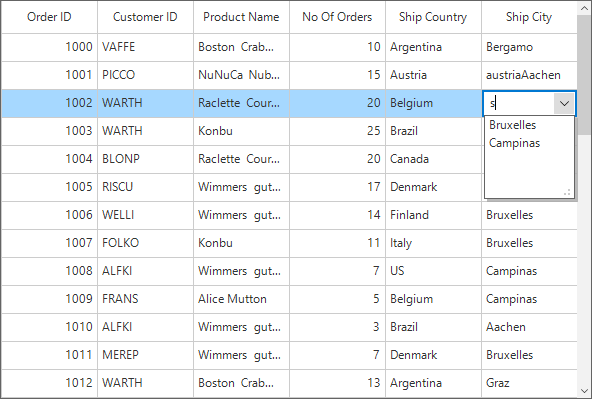 Order ID Customer ID Product Name No Of Orders Ship Country Ship City
1000 VAFFE Boston Crab... 10 Argentina Bergamo
1001 PICCO NuNuCa Nub... 15 Austria austriaAachen
1002 WARTH Raclette Cour... 20 Belgium s
1003 WARTH Konbu 25 Brazil Bruxelles
1004 BLONP Raclette Cour... 20 Canada Campinas
1005 RISCU Wimmers gut... 17 Denmark
1006 WELLI Wimmers gut... 14 Finland Bruxelles
1007 FOLKO Konbu 11 Italy Bruxelles
1008 ALFKI Wimmers gut... 7 US Campinas
1009 FRANS Alice Mutton 5 Belgium Campinas
1010 ALFKI Wimmers gut... 3 Brazil Aachen
1011 MEREP Wimmers gut... 7 Denmark Bruxelles
1012 WARTH Boston Crab... 13 Argentina Graz